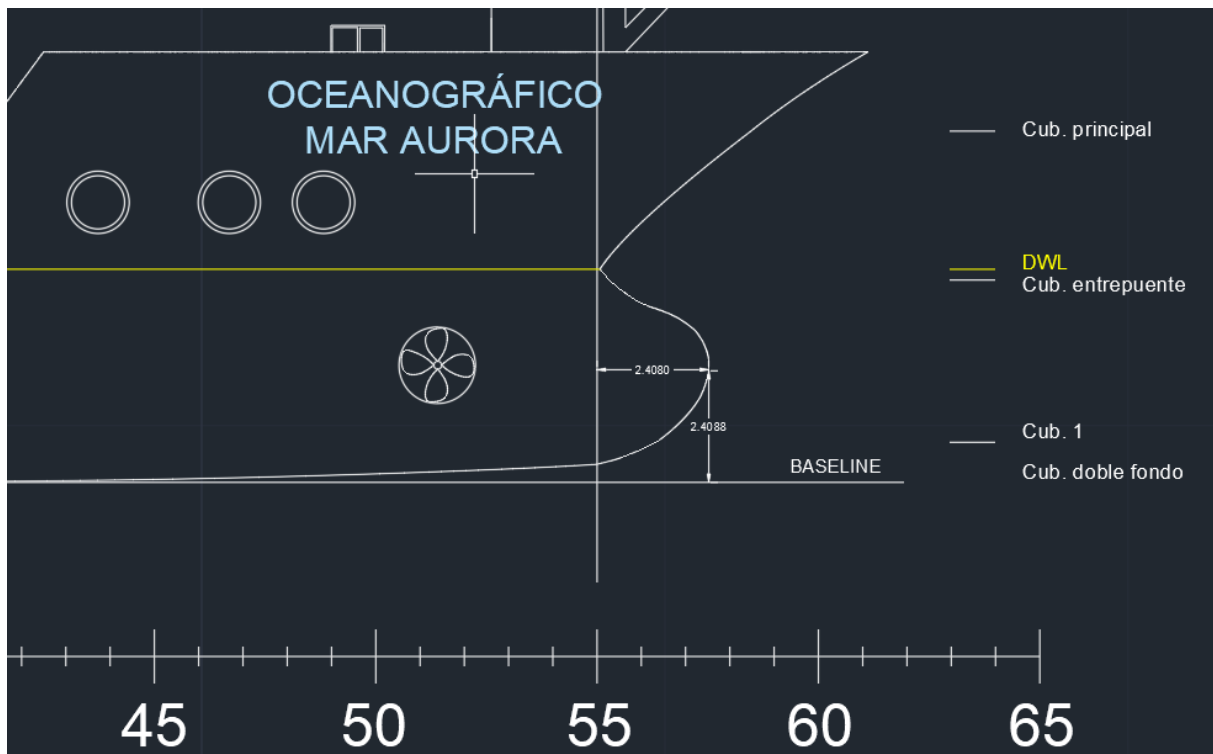 OCEANOGRÁFICO
MAR AURORA
Cub. principal
DWL
Cub. entrepuente
2.4080
2.4088
Cub. 1
BASELINE
Cub. doble fondo
45
50
55
60
65